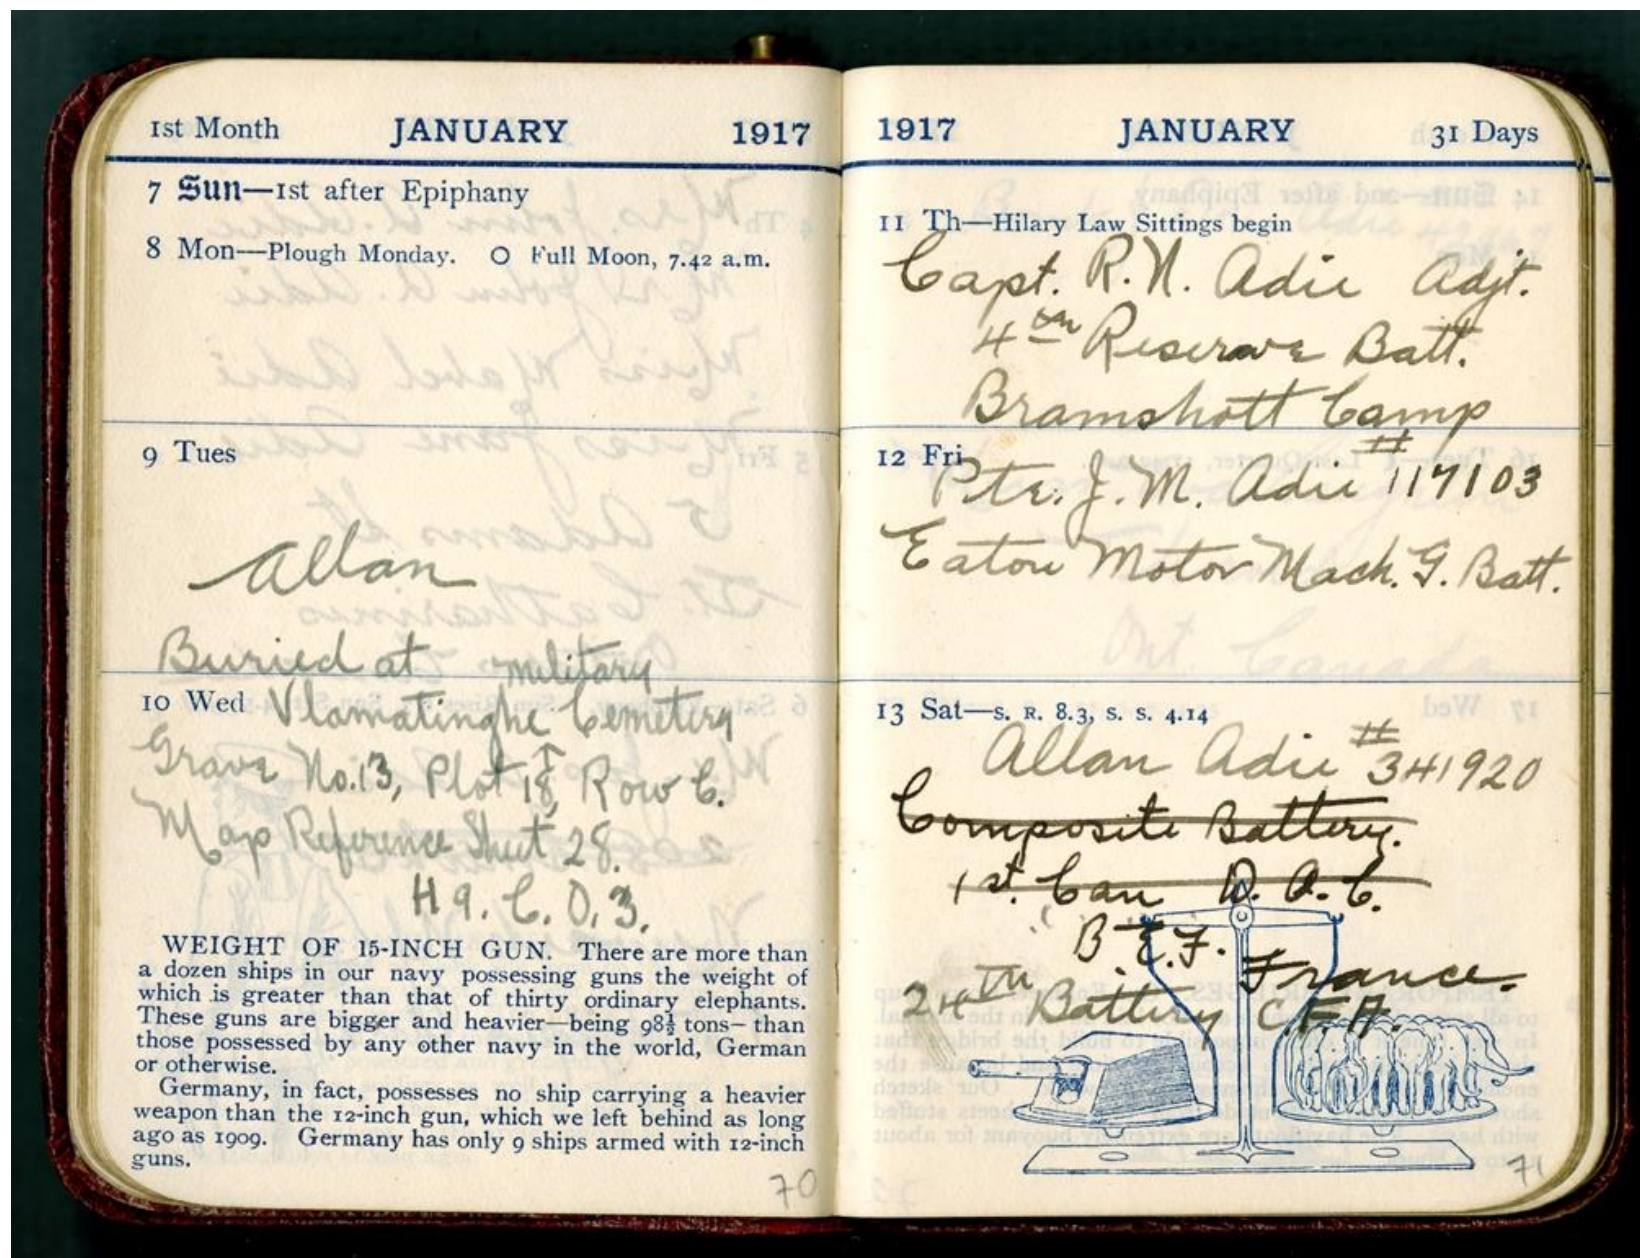 1st Month JANUARY 1917
7 Sun—1st after Epiphany
8 Mon—Plough Monday. O Full Moon, 7.42 a.m.
9 Tues
Allan
Buried at military
10 Wed Vlamatinghe Cemetery
Grave No.13, Plot 18, Row C.
Map Reference Sheet 28.
H9. C. 0. 3.
WEIGHT OF 15-INCH GUN. There are more than
a dozen ships in our navy possessing guns the weight of
which is greater than that of thirty ordinary elephants.
These guns are bigger and heavier—being 98½ tons—than
those possessed by any other navy in the world, German
or otherwise.
Germany, in fact, possesses no ship carrying a heavier
weapon than the 12-inch gun, which we left behind as long
ago as 1909. Germany has only 9 ships armed with 12-inch
guns.
70
1917 JANUARY 31 Days
11 Th—Hilary Law Sittings begin
Capt. R. N. Adie Adjt.
4th Reserve Batt.
Bramshott Camp
12 Fri
Pte. J. M. Adie #117103
Eaton Motor Mach. G. Batt.
13 Sat—S. R. 8.3, S. S. 4.14
Allan Adie #341920
Composite Battery.
1st. Can D. A. C.
B E.F. France.
24TH Battery C.F.A.
71